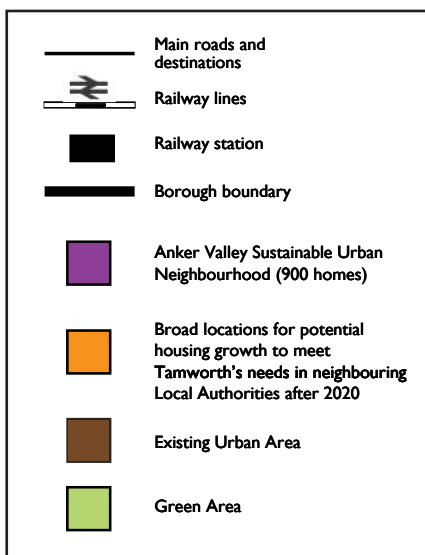 Main roads and
destinations
Railway lines
Railway station
Borough boundary
Anker Valley Sustainable Urban
Neighbourhood (900 homes)
Broad locations for potential
housing growth to meet
Tamworth's needs in neighbouring
Local Authorities after 2020
Existing Urban Area
Green Area